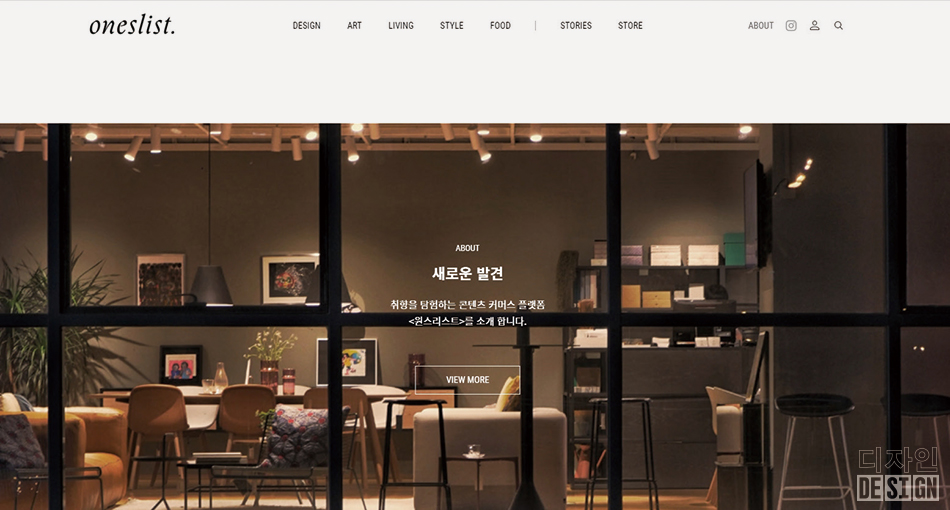 oneslist.
DESIGN ART LIVING STYLE FOOD | STORIES STORE
ABOUT
ABOUT
새로운 발견
취향을 탐험하는 콘텐츠 커머스 플랫폼
<원스리스트>를 소개 합니다.
VIEW MORE
디자인
DESIGN